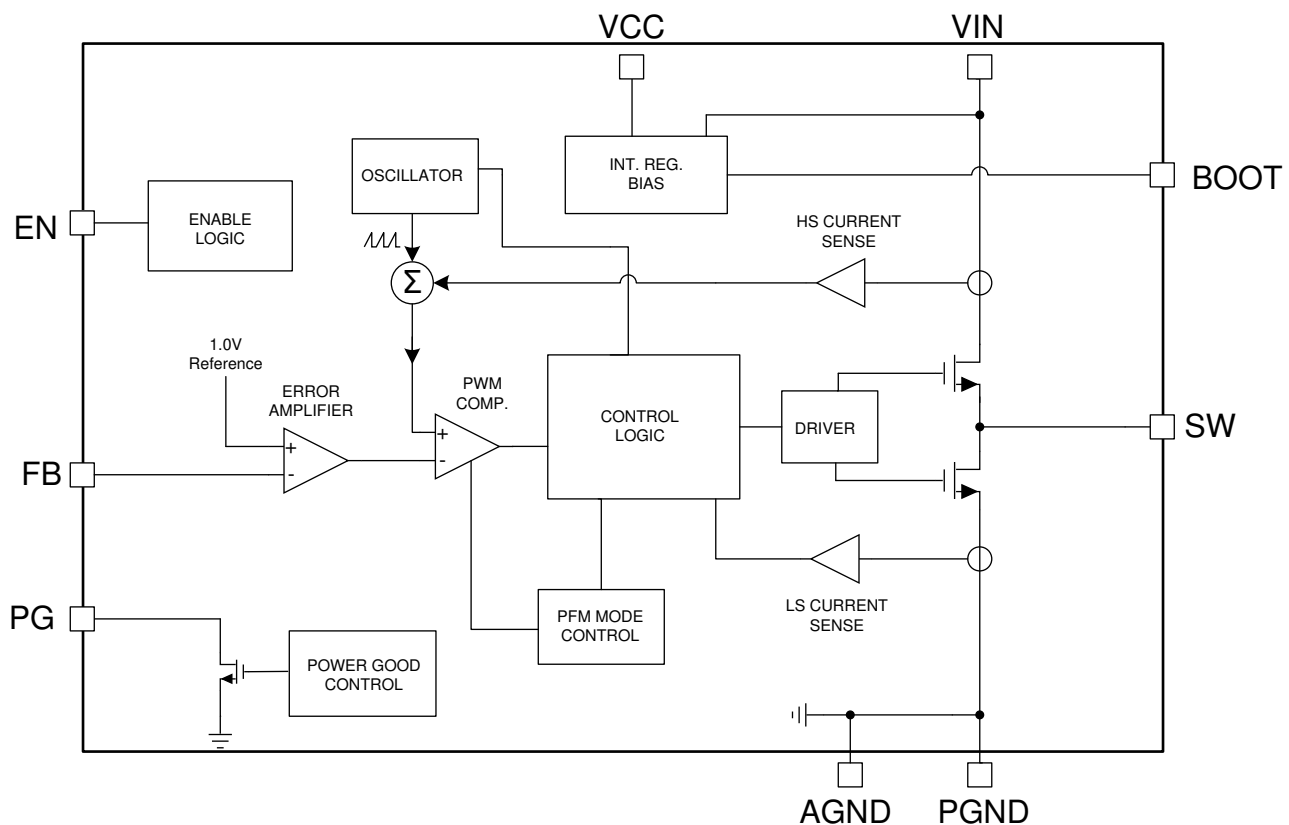 VCC
VIN
OSCILLATOR
INT. REG.
BIAS
BOOT
EN
ENABLE
LOGIC
HS CURRENT
SENSE
Σ
1.0V
Reference
ERROR
AMPLIFIER
PWM
COMP.
CONTROL
LOGIC
DRIVER
SW
+
-
+
-
FB
LS CURRENT
SENSE
PG
PFM MODE
CONTROL
POWER GOOD
CONTROL
AGND
PGND